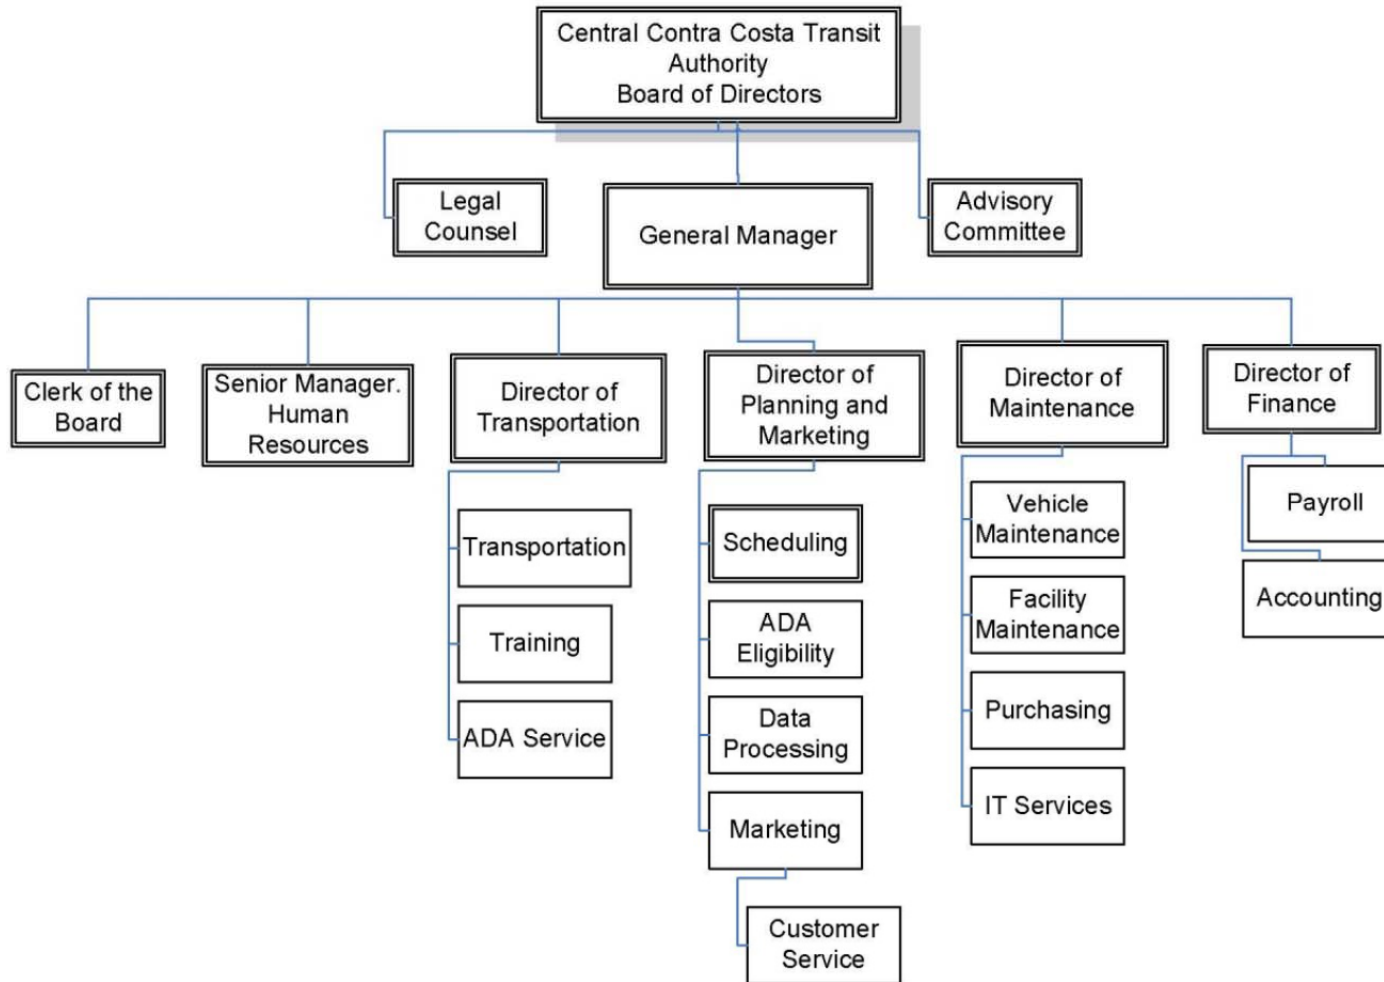 Central Contra Costa Transit
Authority
Board of Directors
Legal
Counsel
General Manager
Advisory
Committee
Clerk of the
Board
Senior Manager.
Human
Resources
Director of
Transportation
Director of
Planning and
Marketing
Director of
Maintenance
Director of
Finance
Transportation
Training
ADA Service
Scheduling
ADA
Eligibility
Data
Processing
Marketing
Customer
Service
Vehicle
Maintenance
Facility
Maintenance
Purchasing
IT Services
Payroll
Accounting